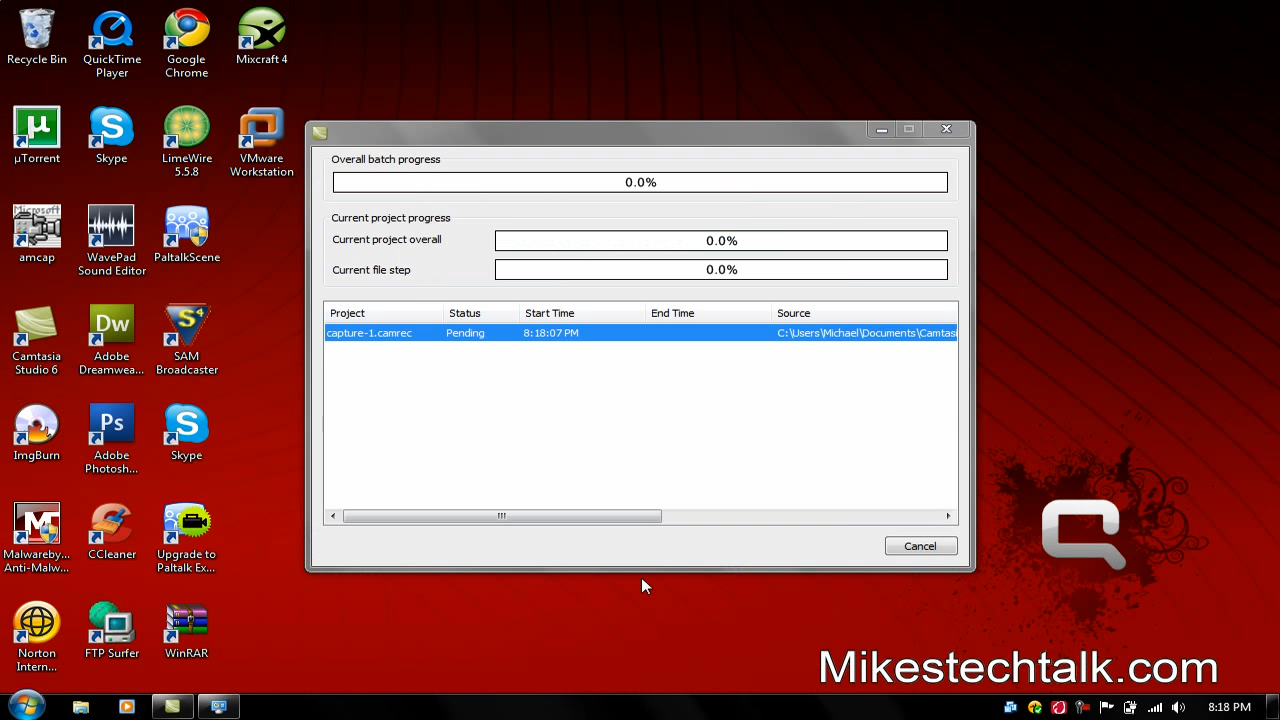 Recycle Bin
QuickTime
Player
Google
Chrome
Mixcraft 4
µTorrent
Skype
LimeWire
5.5.8
VMware
Workstation
Microsoft
amcap
WavePad
Sound Editor
PaltalkScene
Camtasia
Studio 6
Dw
Adobe
Dreamwea...
S4
SAM
Broadcaster
ImgBurn
Ps
Adobe
Photosh...
Skype
Malwareby...
Anti-Malw...
CCleaner
Upgrade to
Paltalk Ex...
Norton
Intern...
FTP Surfer
WinRAR
Overall batch progress
0.0%
Current project progress
Current project overall
0.0%
Current file step
0.0%
Project Status Start Time End Time Source
capture-1.camrec Pending 8:18:07 PM C:\Users\Michael\Documents\Camtasi
Cancel
Mikestechtalk.com
8:18 PM